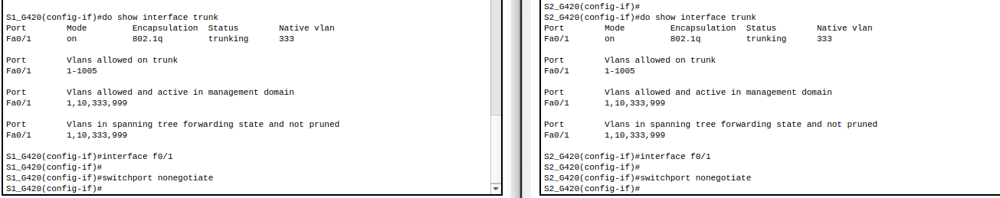 S1_G420(config-if)#do show interface trunk
Port        Mode         Encapsulation  Status        Native vlan
Fa0/1       on           802.1q         trunking      333
Port        Vlans allowed on trunk
Fa0/1       1-1005
Port        Vlans allowed and active in management domain
Fa0/1       1,10,333,999
Port        Vlans in spanning tree forwarding state and not pruned
Fa0/1       1,10,333,999
S1_G420(config-if)#interface f0/1
S1_G420(config-if)#
S1_G420(config-if)#switchport nonegotiate
S1_G420(config-if)#
S2_G420(config-if)#
S2_G420(config-if)#do show interface trunk
Port        Mode         Encapsulation  Status        Native vlan
Fa0/1       on           802.1q         trunking      333
Port        Vlans allowed on trunk
Fa0/1       1-1005
Port        Vlans allowed and active in management domain
Fa0/1       1,10,333,999
Port        Vlans in spanning tree forwarding state and not pruned
Fa0/1       1,10,333,999
S2_G420(config-if)#interface f0/1
S2_G420(config-if)#
S2_G420(config-if)#switchport nonegotiate
S2_G420(config-if)#